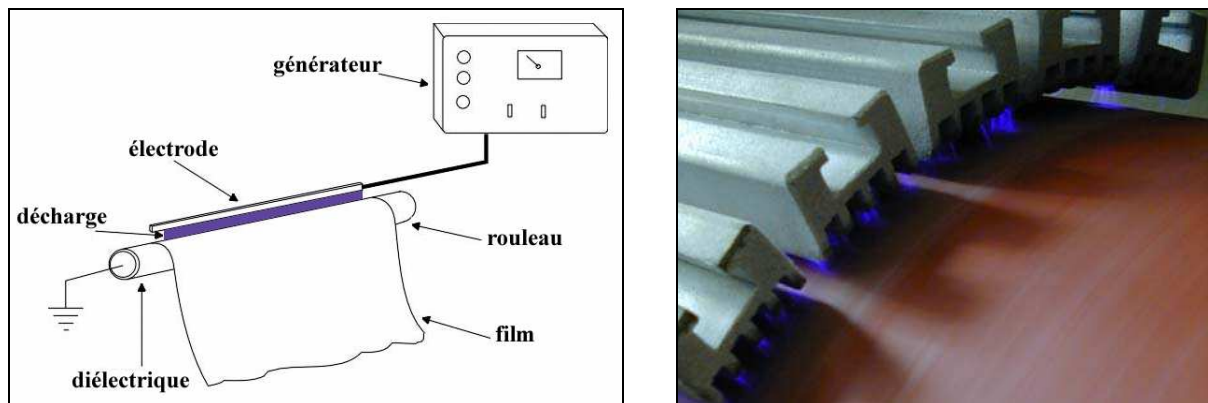 générateur
électrode
décharge
rouleau
film
diélectrique